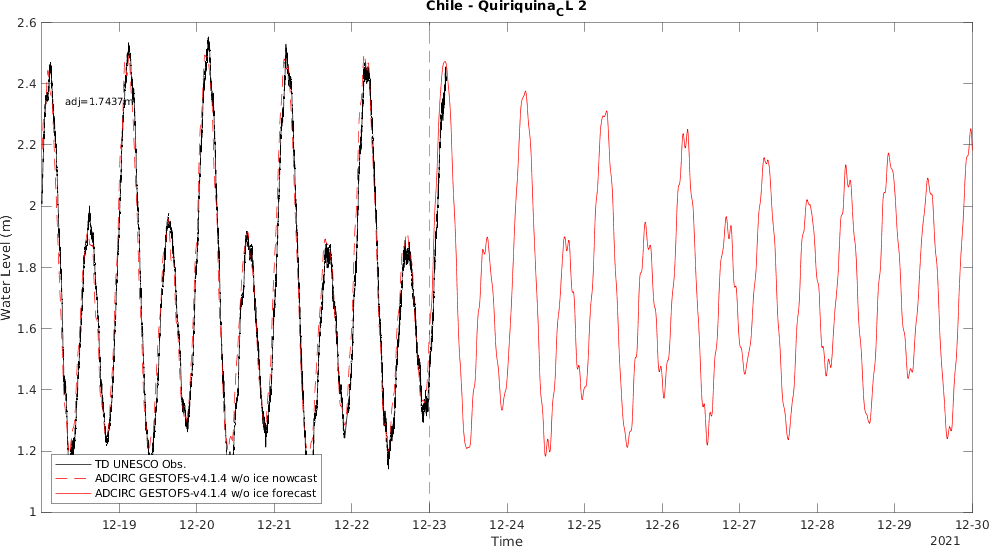 Chile - Quiriquina_CL 2
2.6
2.4
adj=1.7437m
2.2
2
Water Level (m)
1.8
1.6
1.4
1.2
1
TD UNESCO Obs.
ADCIRC GESTOFS-v4.1.4 w/o ice nowcast
ADCIRC GESTOFS-v4.1.4 w/o ice forecast
12-19 12-20 12-21 12-22 12-23 12-24 12-25 12-26 12-27 12-28 12-29 12-30
Time
2021